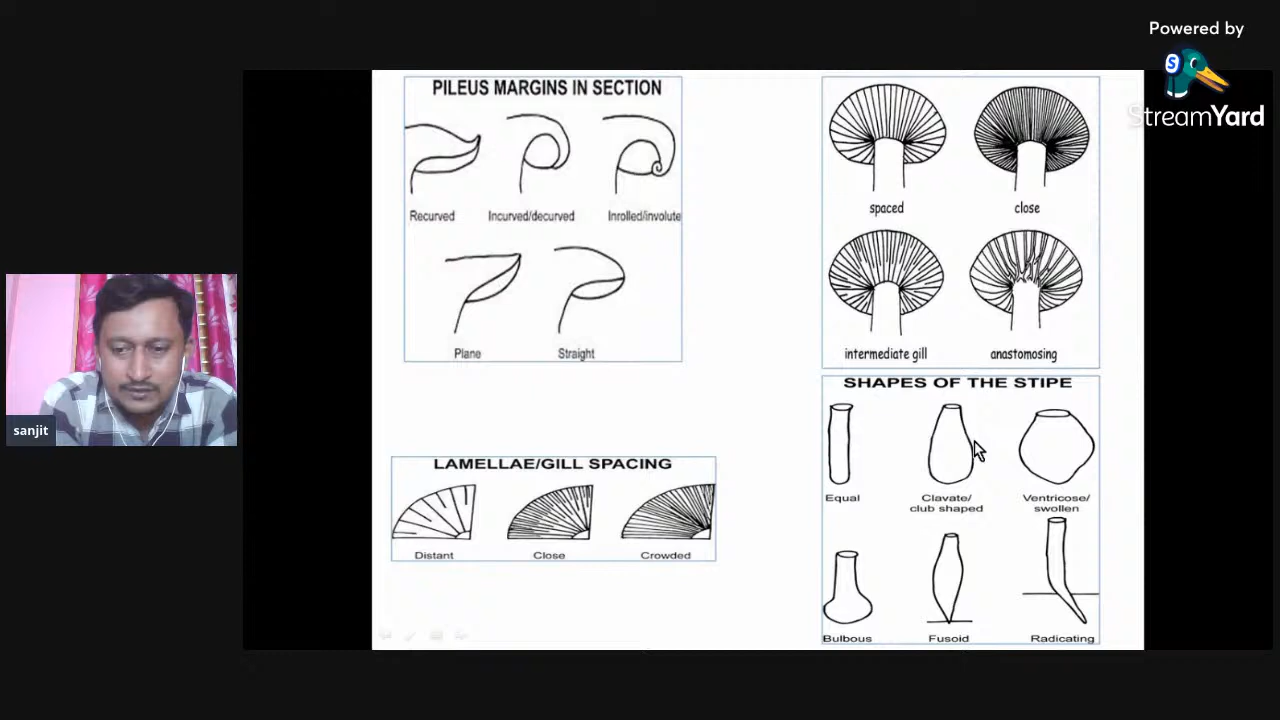 Powered by
StreamYard
PILEUS MARGINS IN SECTION
Recurved
Incurved/decurved
Inrolled/involute
Plane
Straight
spaced
close
intermediate gill
anastomosing
LAMELLAE/GILL SPACING
Distant
Close
Crowded
SHAPES OF THE STIPE
Equal
Clavate/
club shaped
Ventricose/
swollen
Bulbous
Fusoid
Radicating
sanjit